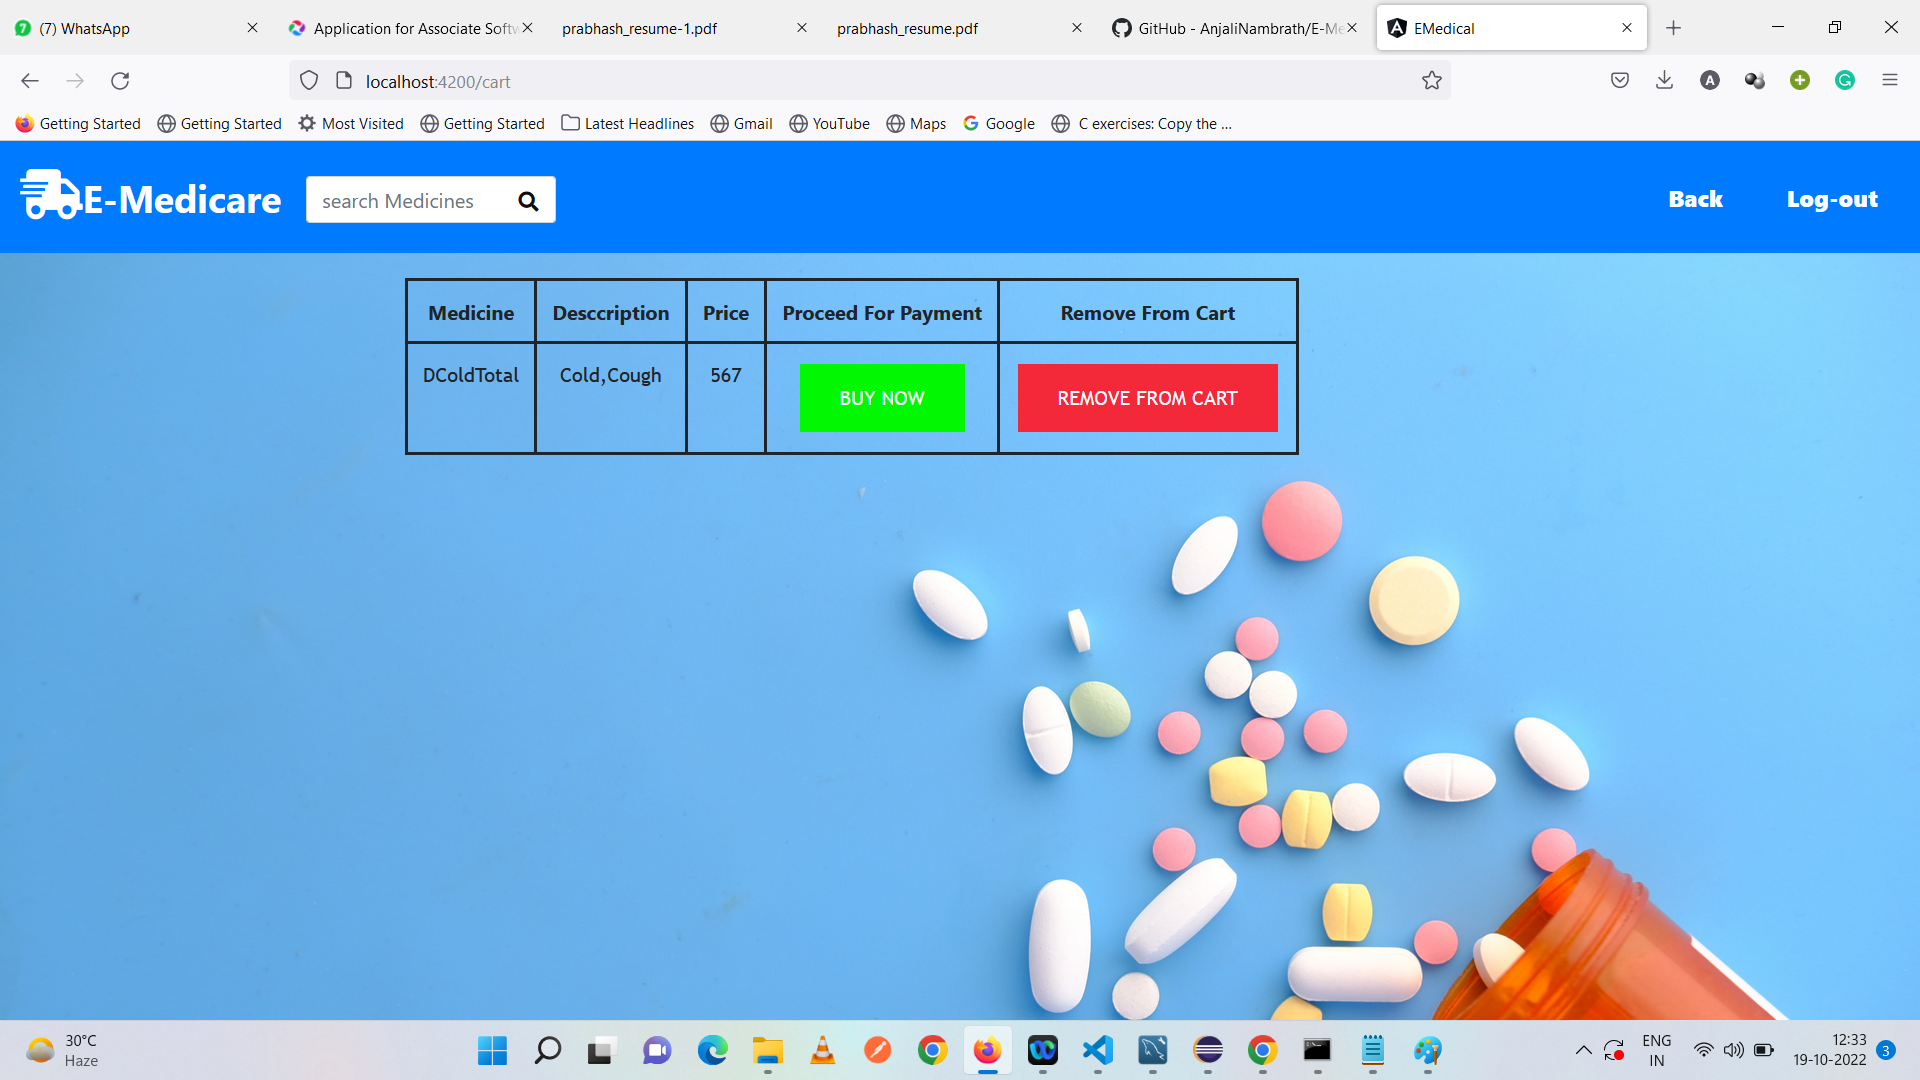 (7) WhatsApp
Application for Associate Softw
prabhash_resume-1.pdf
prabhash_resume.pdf
GitHub - AnjaliNambrath/E-Me
EMedical
localhost:4200/cart
Getting Started
Getting Started
Most Visited
Getting Started
Latest Headlines
Gmail
YouTube
Maps
Google
C exercises: Copy the ...
E-Medicare
search Medicines
Back
Log-out
Medicine Desccription Price Proceed For Payment Remove From Cart
DColdTotal Cold,Cough 567 BUY NOW REMOVE FROM CART
30°C
Haze
ENG
IN
12:33
19-10-2022
3